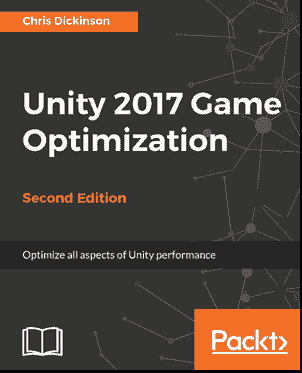 Chris Dickinson
Unity 2017 Game
Optimization
Second Edition
Optimize all aspects of Unity performance
Packt>